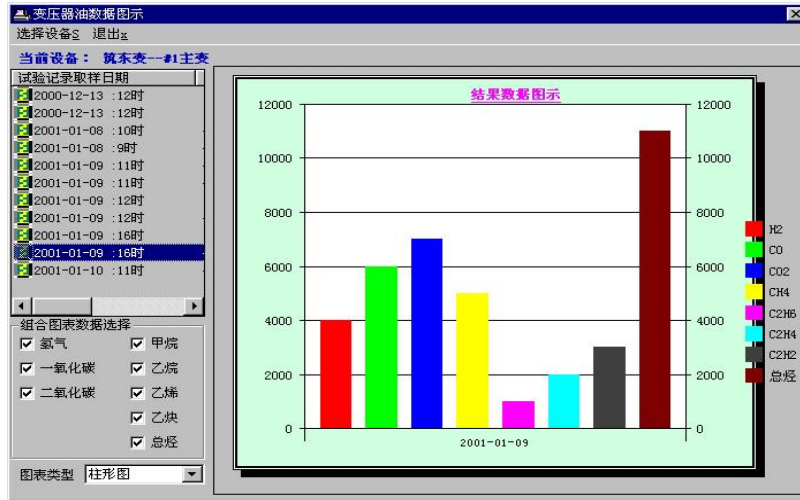 变压器油数据图示
选择设备S 退出x
当前设备： 筑东变--#1主变
试验记录取样日期
2000-12-13 :12时
2000-12-13 :12时
2001-01-08 :10时
2001-01-08 :9时
2001-01-09 :11时
2001-01-09 :11时
2001-01-09 :12时
2001-01-09 :12时
2001-01-09 :16时
2001-01-09 :16时
2001-01-10 :11时
组合图表数据选择
氢气 甲烷
一氧化碳 乙烷
二氧化碳 乙烯
乙炔
总烃
图表类型 柱形图
结果数据图示
12000 12000
10000 10000
8000 8000
6000 6000
4000 4000
2000 2000
0 0
2001-01-09
H2
CO
CO2
CH4
C2H6
C2H4
C2H2
总烃